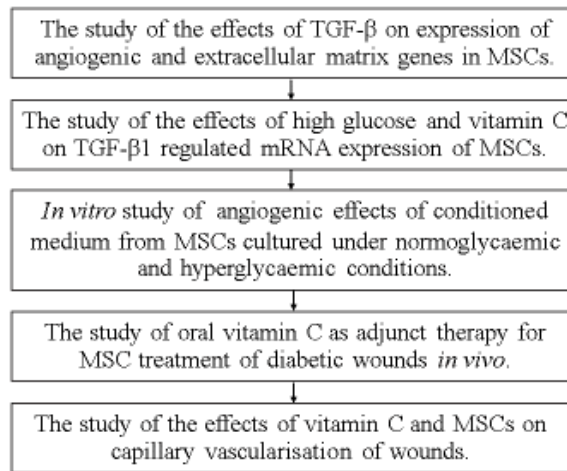 The study of the effects of TGF-β on expression of
angiogenic and extracellular matrix genes in MSCs.
The study of the effects of high glucose and vitamin C
on TGF-β1 regulated mRNA expression of MSCs.
In vitro study of angiogenic effects of conditioned
medium from MSCs cultured under normoglycaemic
and hyperglycaemic conditions.
The study of oral vitamin C as adjunct therapy for
MSC treatment of diabetic wounds in vivo.
The study of the effects of vitamin C and MSCs on
capillary vascularisation of wounds.